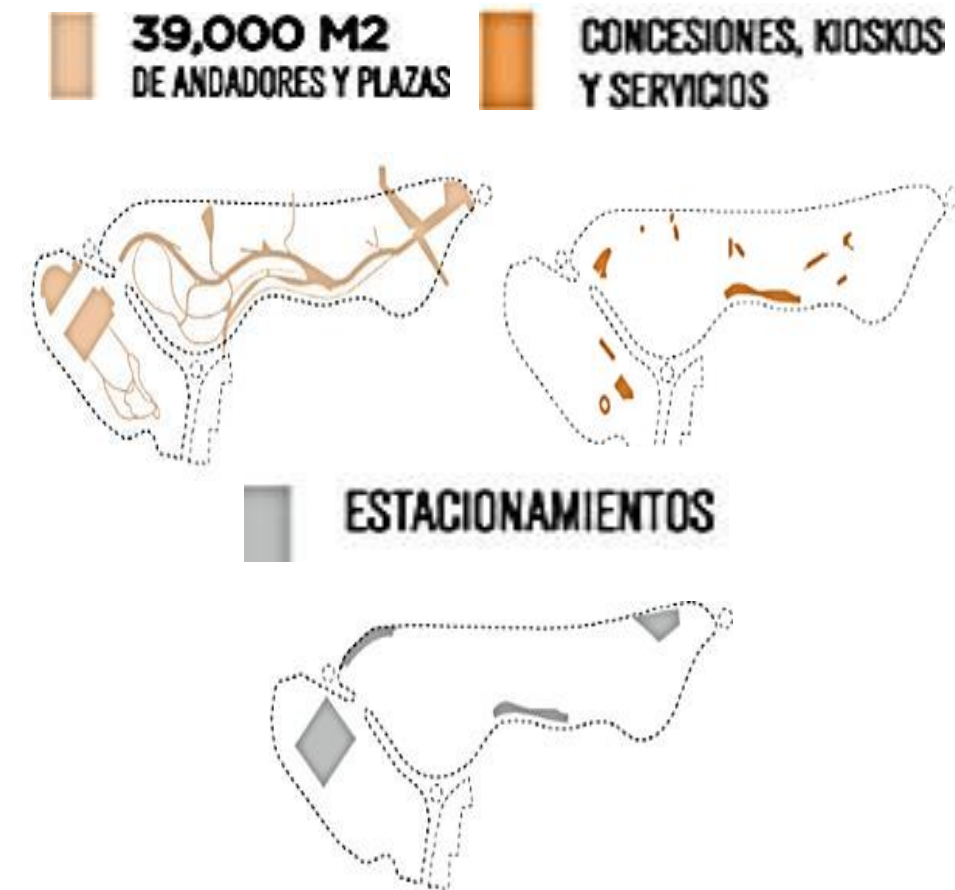 39,000 M2
DE ANDADORES Y PLAZAS
CONCESIONES, KIOSKOS
Y SERVICIOS
ESTACIONAMIENTOS